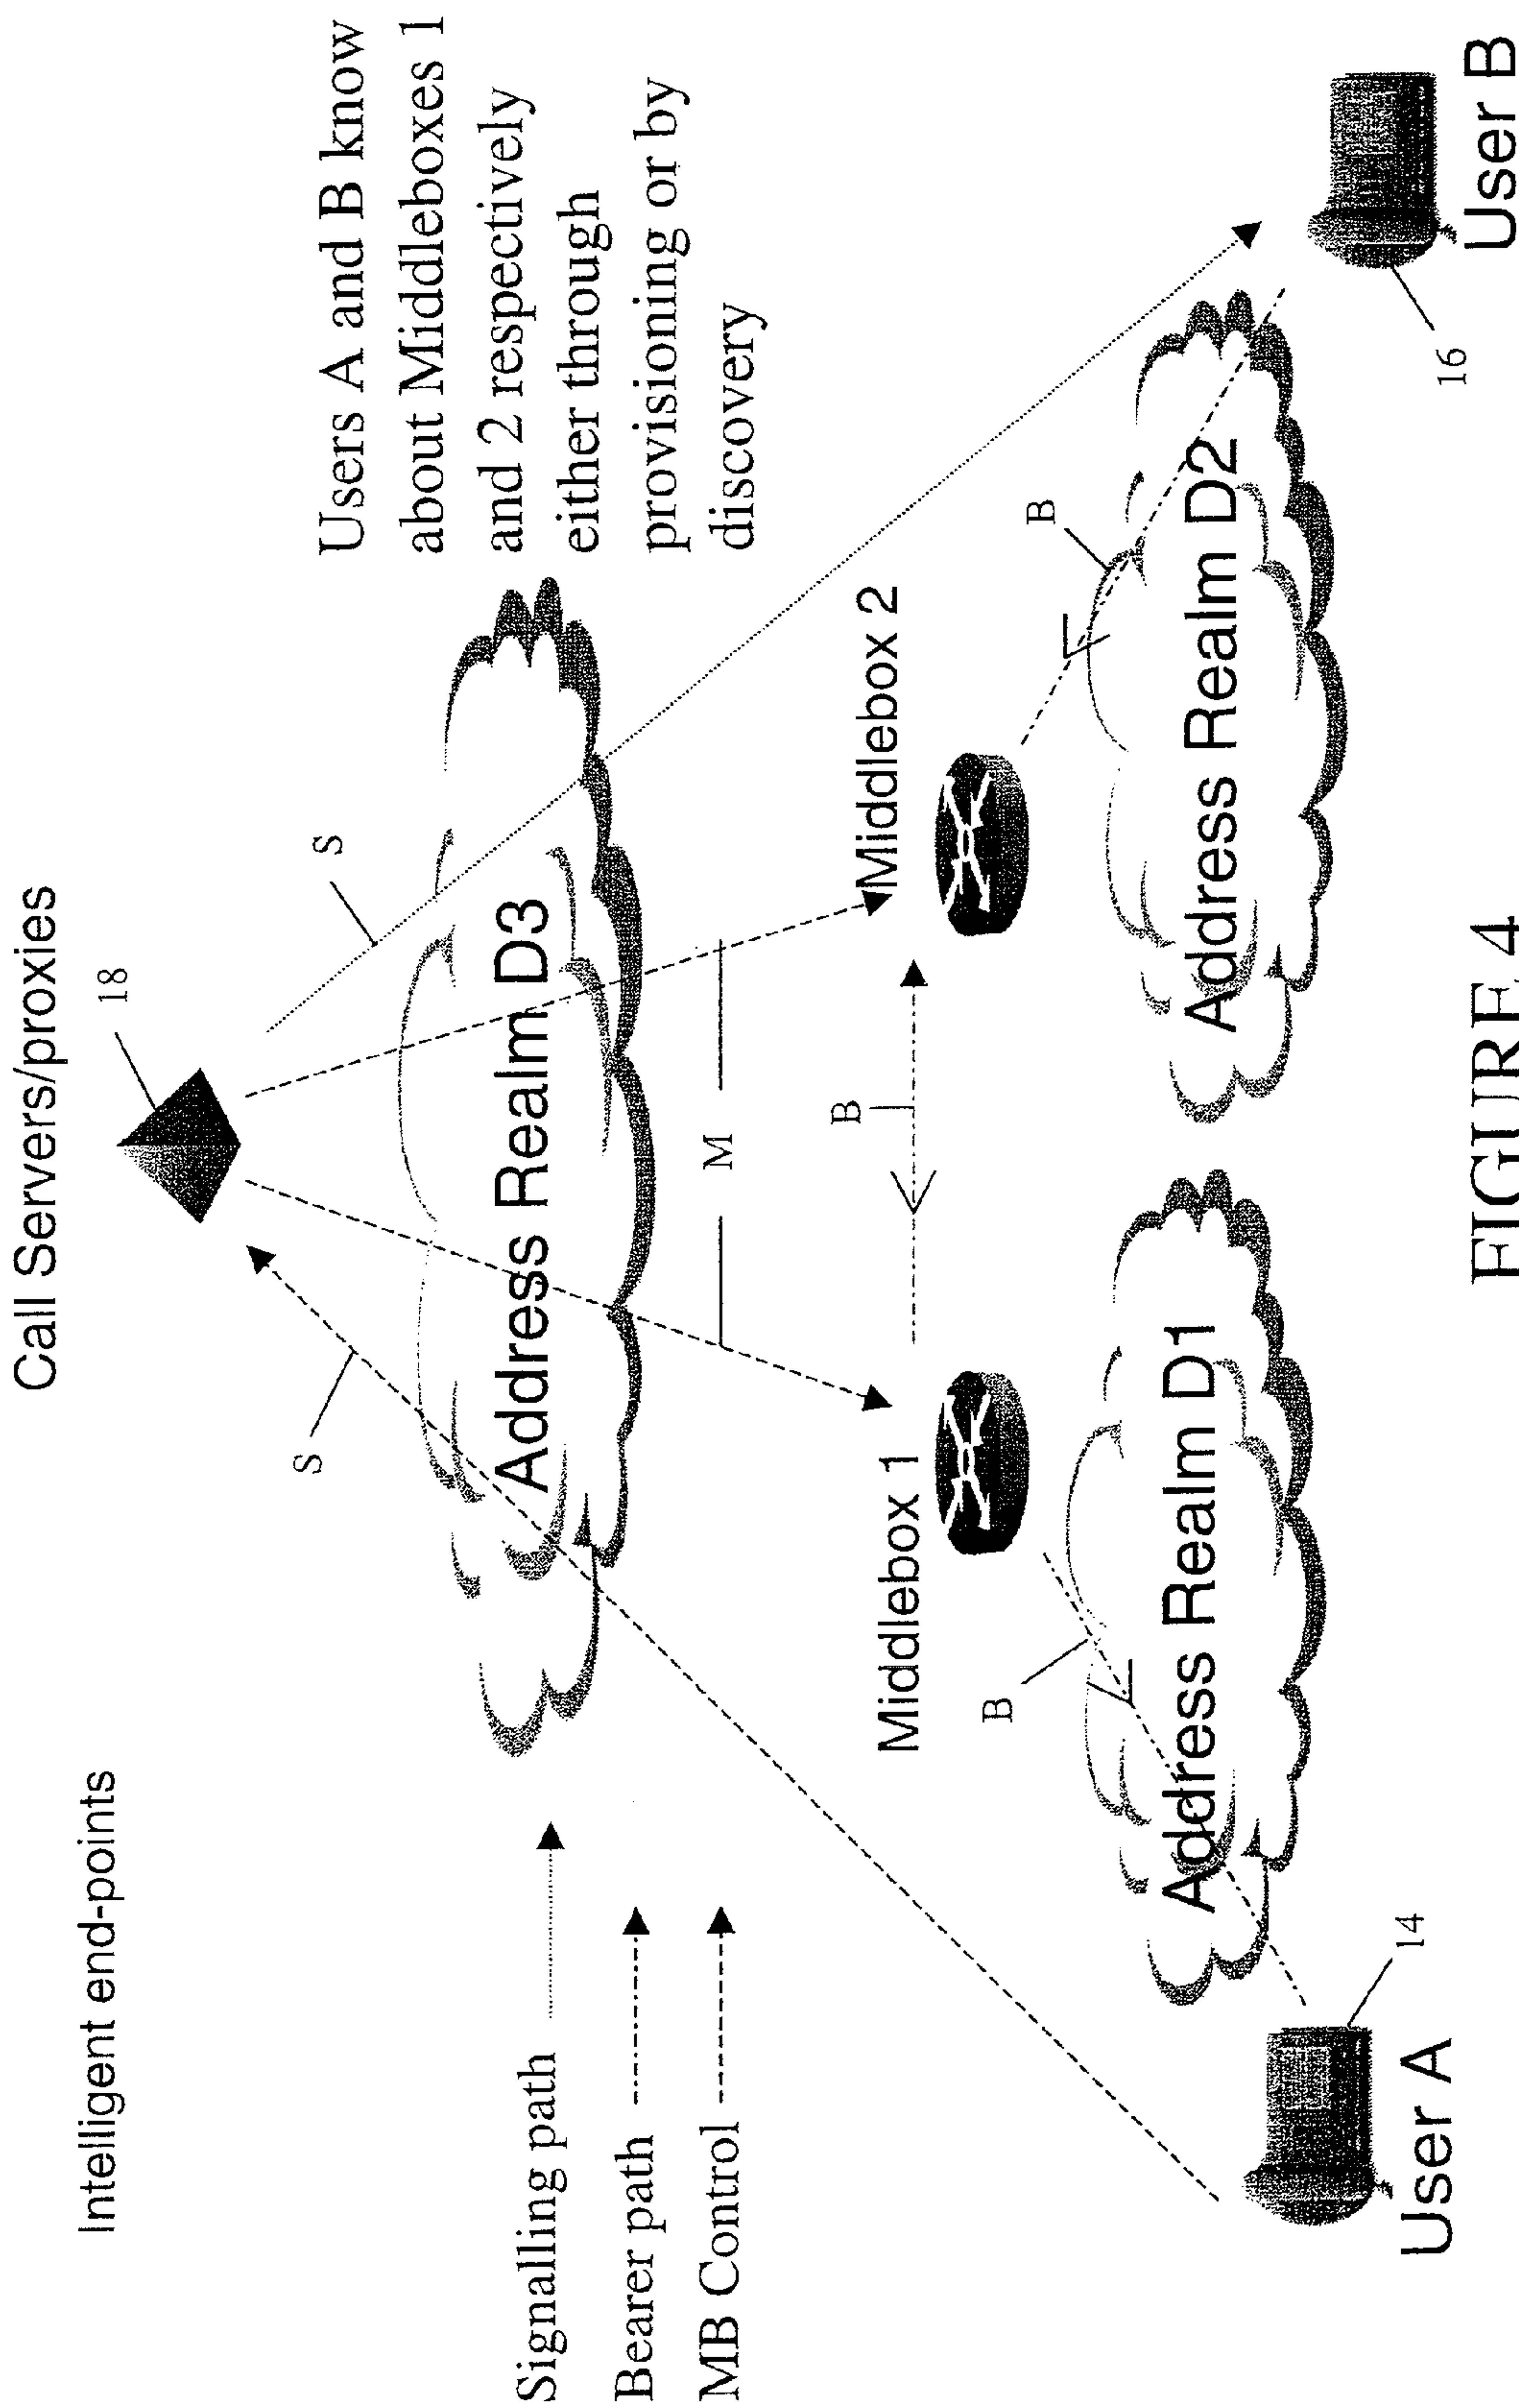 Intelligent end-points
Call Servers/proxies
18
S
S
Users A and B know
about Middleboxes 1
and 2 respectively
either through
provisioning or by
discovery
Signalling path
Bearer path
MB Control
Address Realm D3
M
B
Middlebox 1
Middlebox 2
B
B
Address Realm D1
Address Realm D2
14
16
User A
User B
FIGURE 4